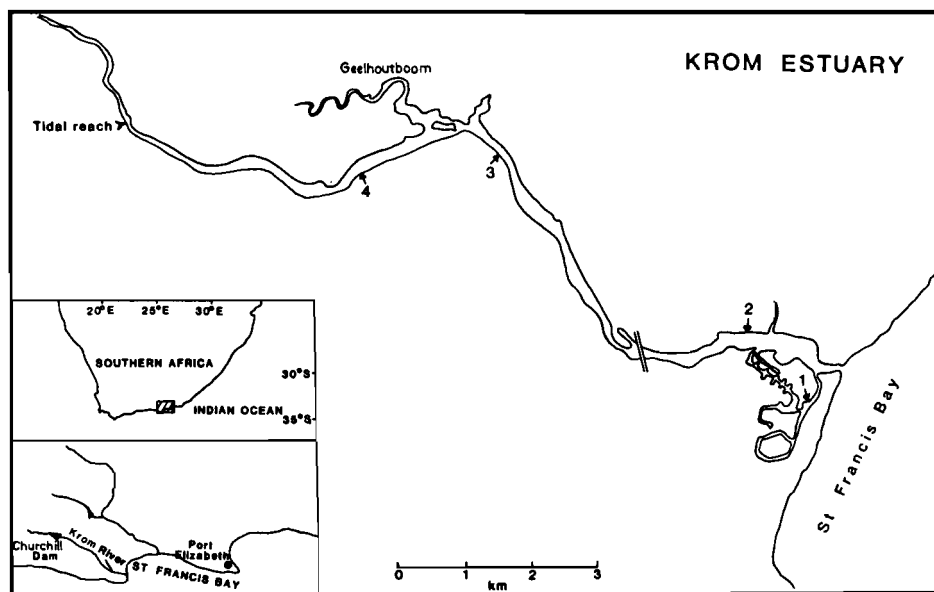 KROM ESTUARY
Geelhoutboom
Tidal reach
3
4
2
1
St Francis Bay
20°E 25°E 30°E
SOUTHERN AFRICA
30°S
INDIAN OCEAN
35°S
Churchill
Dam
Krom River
ST FRANCIS BAY
Port
Elizabeth
0 1 2 3
km